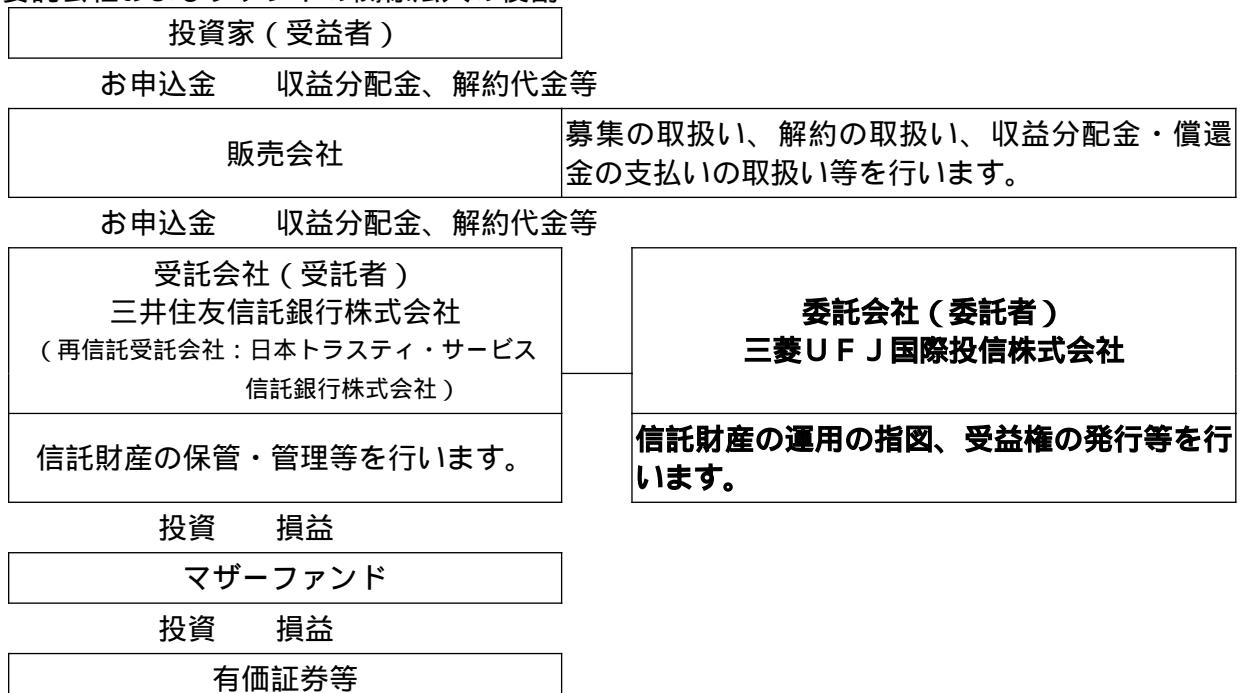 投資家（受益者）
お申込金　収益分配金、解約代金等
販売会社
募集の取扱い、解約の取扱い、収益分配金・償還
金の支払いの取扱い等を行います。
お申込金　収益分配金、解約代金等
受託会社（受託者）
三井住友信託銀行株式会社
（再信託受託会社：日本トラスティ・サービス
信託銀行株式会社）
委託会社（委託者）
三菱ＵＦＪ国際投信株式会社
信託財産の保管・管理等を行います。
信託財産の運用の指図、受益権の発行等を行
います。
投資　損益
マザーファンド
投資　損益
有価証券等